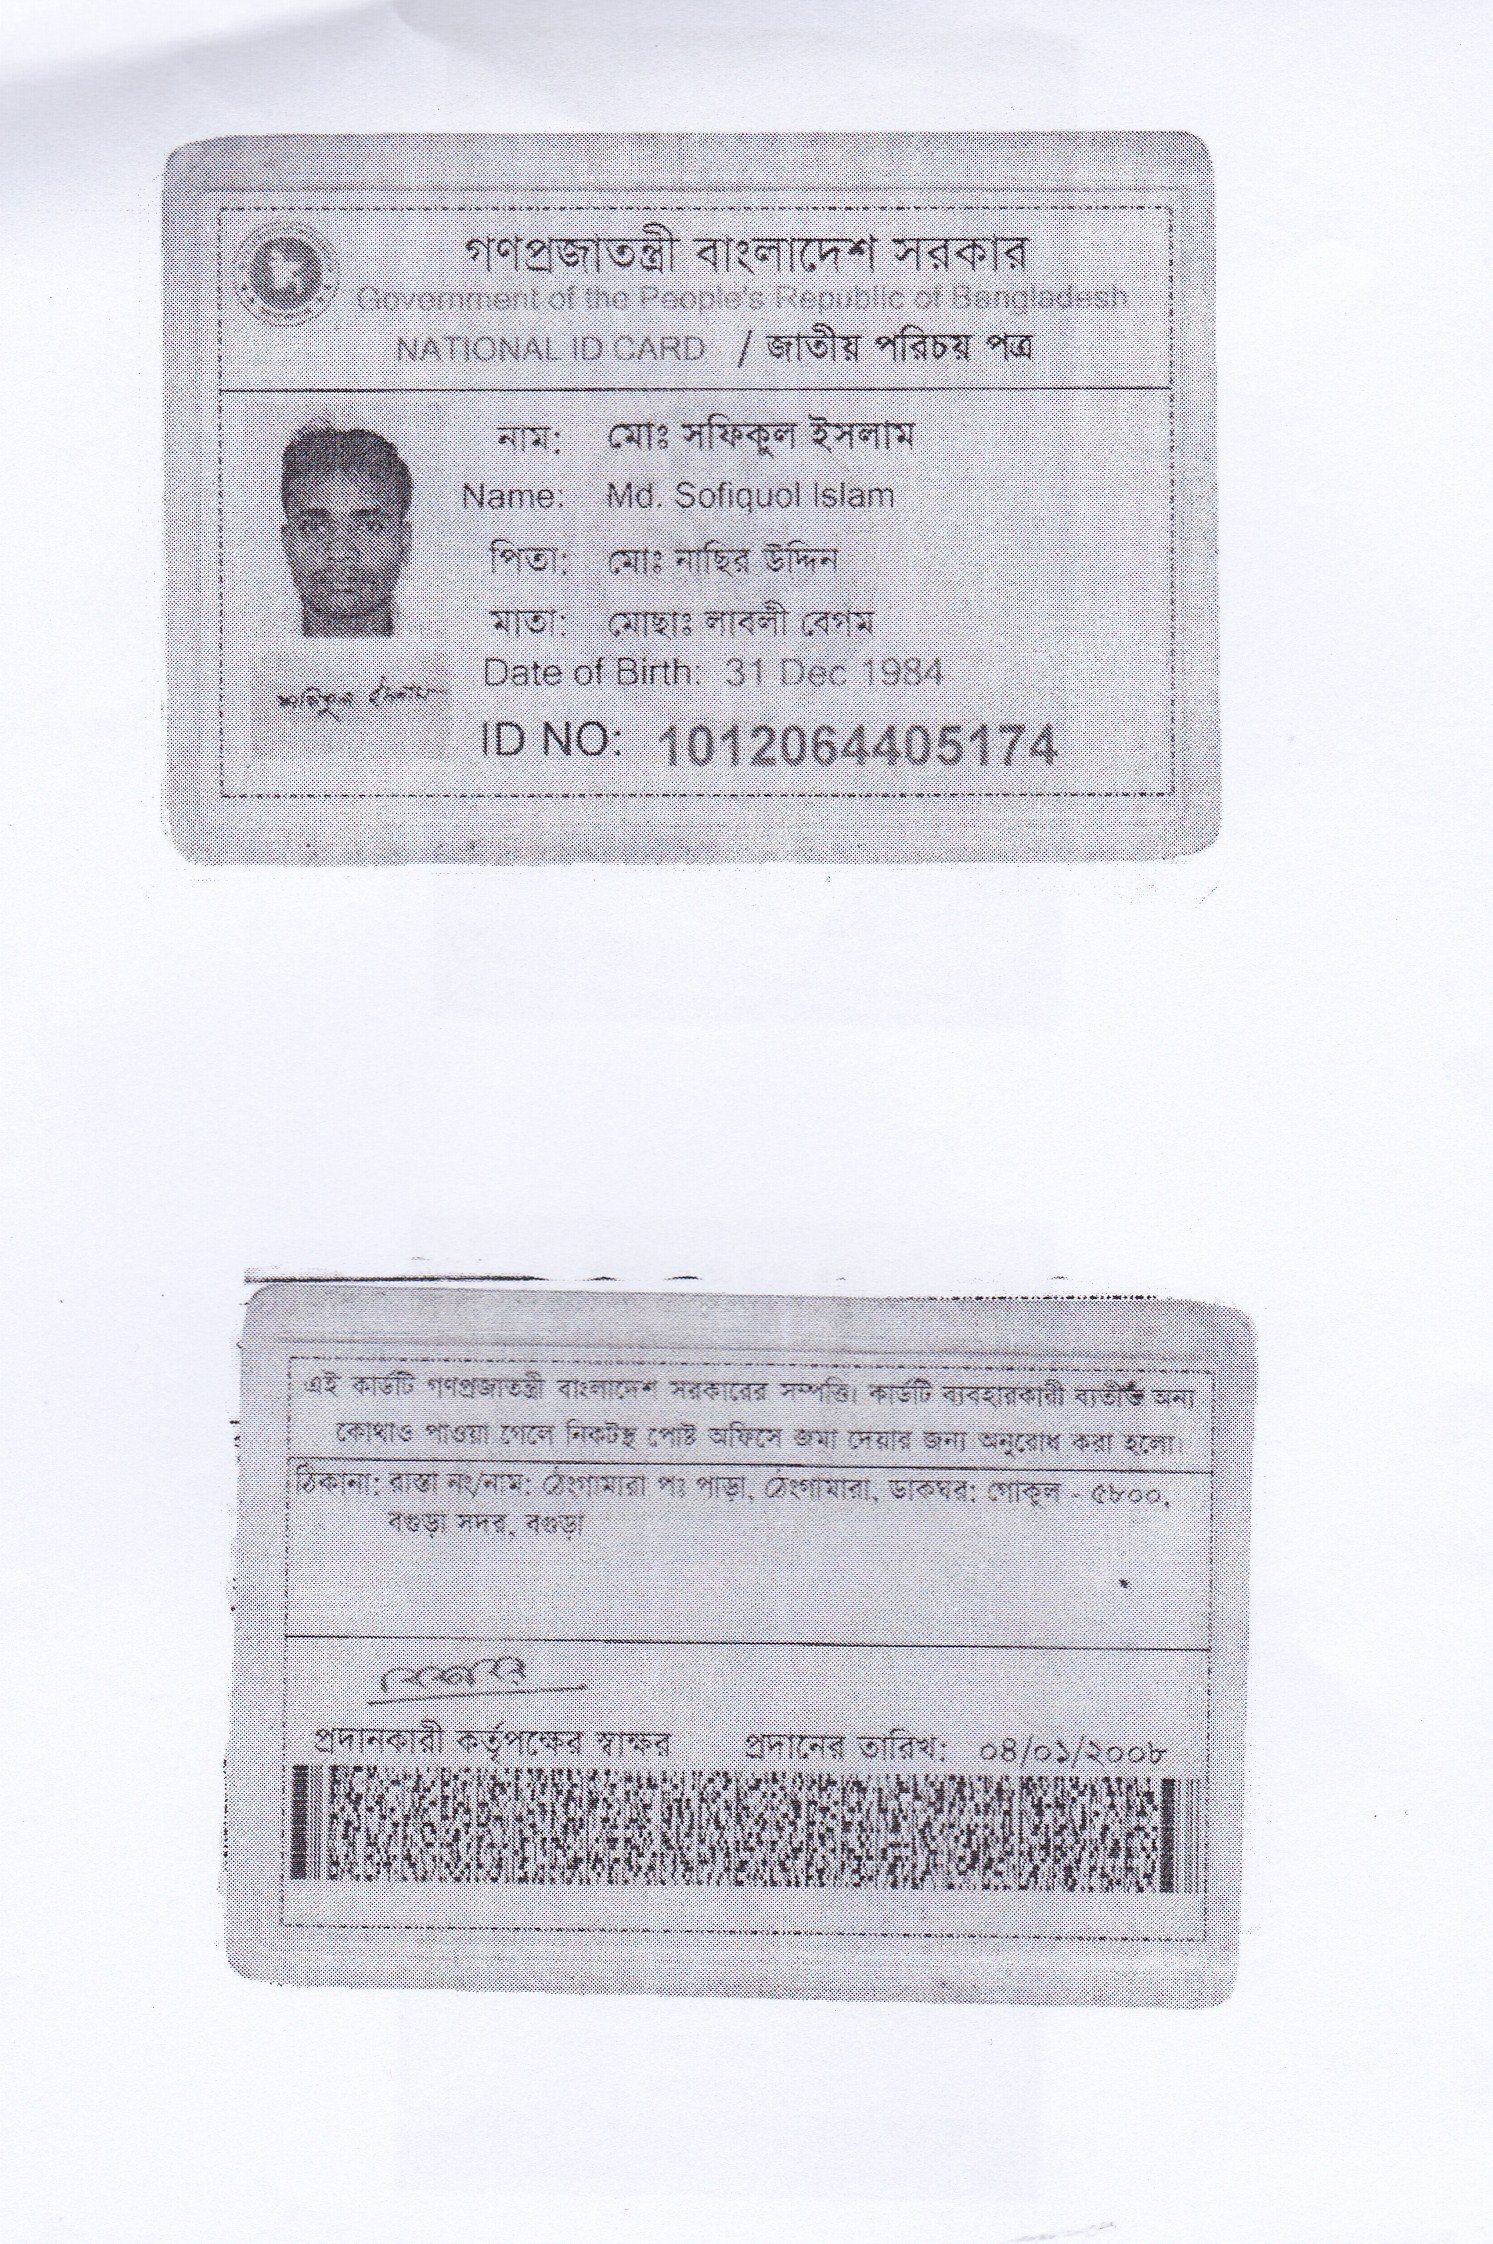 গণপ্রজাতন্ত্রী বাংলাদেশ সরকার
Government of the People's Republic of Bangladesh
NATIONAL ID CARD / জাতীয় পরিচয় পত্র
নাম: মোঃ সফিকুল ইসলাম
Name: Md. Sofiquol Islam
পিতা: মোঃ নাছির উদ্দিন
মাতা: মোছাঃ লাবলী বেগম
Date of Birth: 31 Dec 1984
ID NO: 1012064405174
এই কার্ডটি গণপ্রজাতন্ত্রী বাংলাদেশ সরকারের সম্পত্তি। কার্ডটি ব্যবহারকারী ব্যতীত অন্য
কোথাও পাওয়া গেলে নিকটস্থ পোষ্ট অফিসে জমা দেয়ার জন্য অনুরোধ করা হলো।
ঠিকানা: রাস্তা নং/নাম: ঠেংগামারা পঃ পাড়া, ঠেংগামারা, ডাকঘর: গোকুল - ৫৮০০,
বগুড়া সদর, বগুড়া
প্রদানকারী কর্তৃপক্ষের স্বাক্ষর প্রদানের তারিখ: ০৪/০১/২০০৮